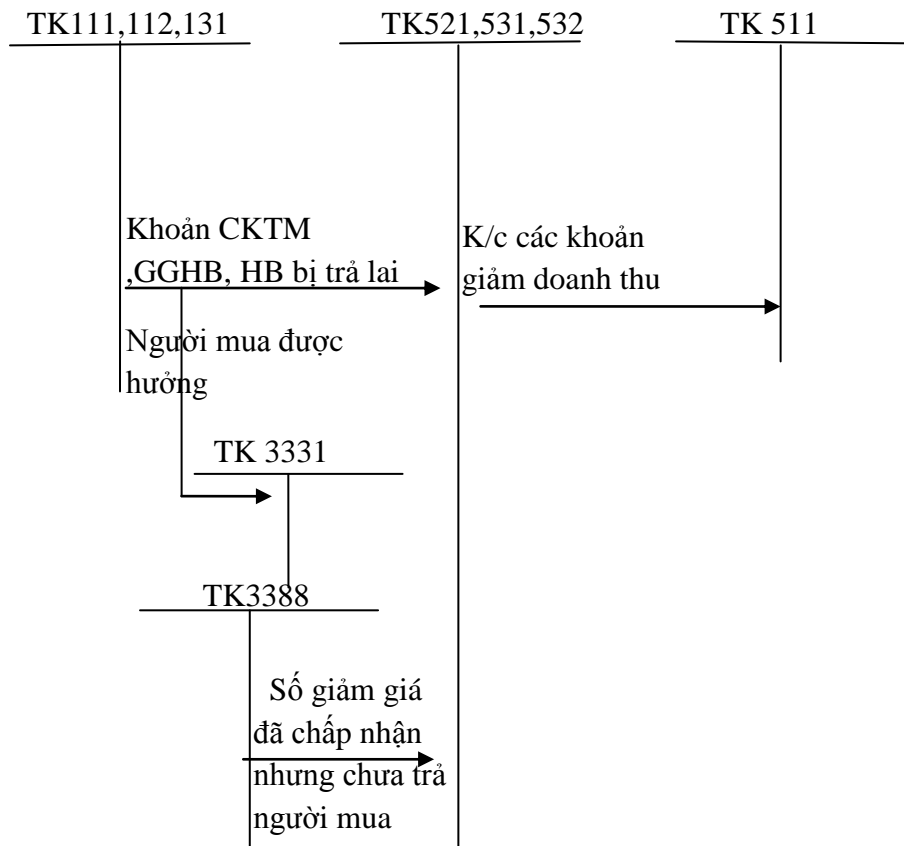 TK111,112,131
TK521,531,532
TK 511
Khoản CKTM
,GGHB, HB bị trả lai
K/c các khoản
giảm doanh thu
Người mua được
hưởng
TK 3331
TK3388
Số giảm giá
đã chấp nhận
nhưng chưa trả
người mua